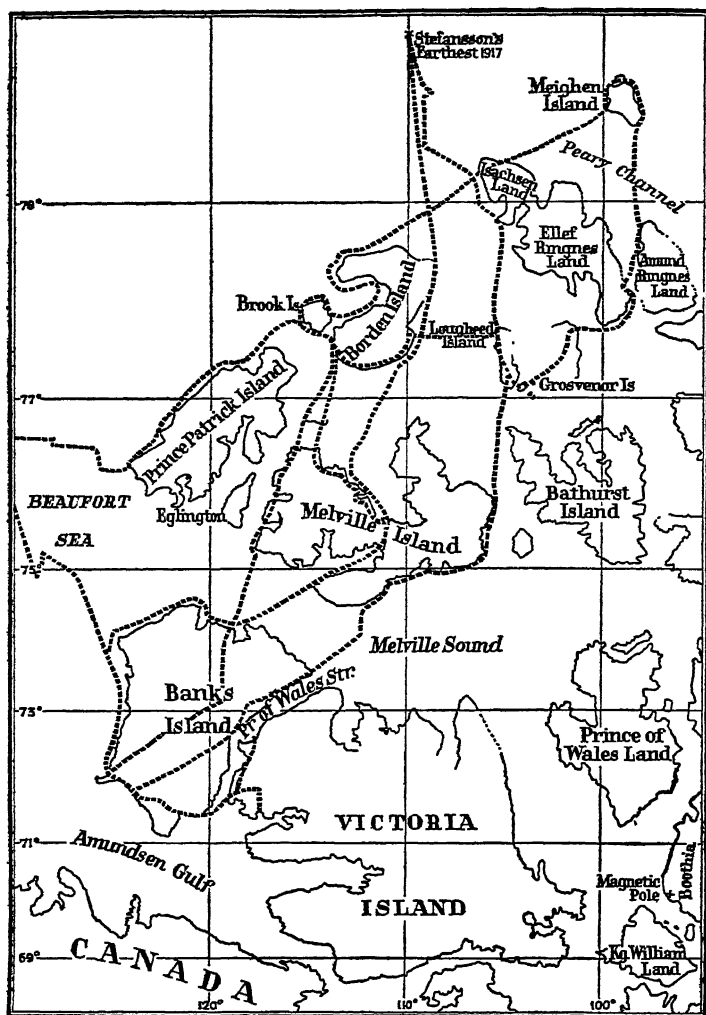 Stefansson's
Farthest 1917
Meighen
Island
Peary Channel
Isachsen
Land
78°
Ellef
Ringnes
Land
Amund
Ringnes
Land
Brook Is.
Borden Island
Lougheed
Island
77°
Grosvenor Is
Prince Patrick Island
BEAUFORT
SEA
Eglington
Melville
Island
Bathurst
Island
75°
Melville Sound
Bank's
Island
Pr. of Wales Str.
73°
Prince of
Wales Land
VICTORIA
71°
Amundsen Gulf
Magnetic
Pole +
Boothia
ISLAND
CANADA
69°
Kg. William
Land
120°
110°
100°